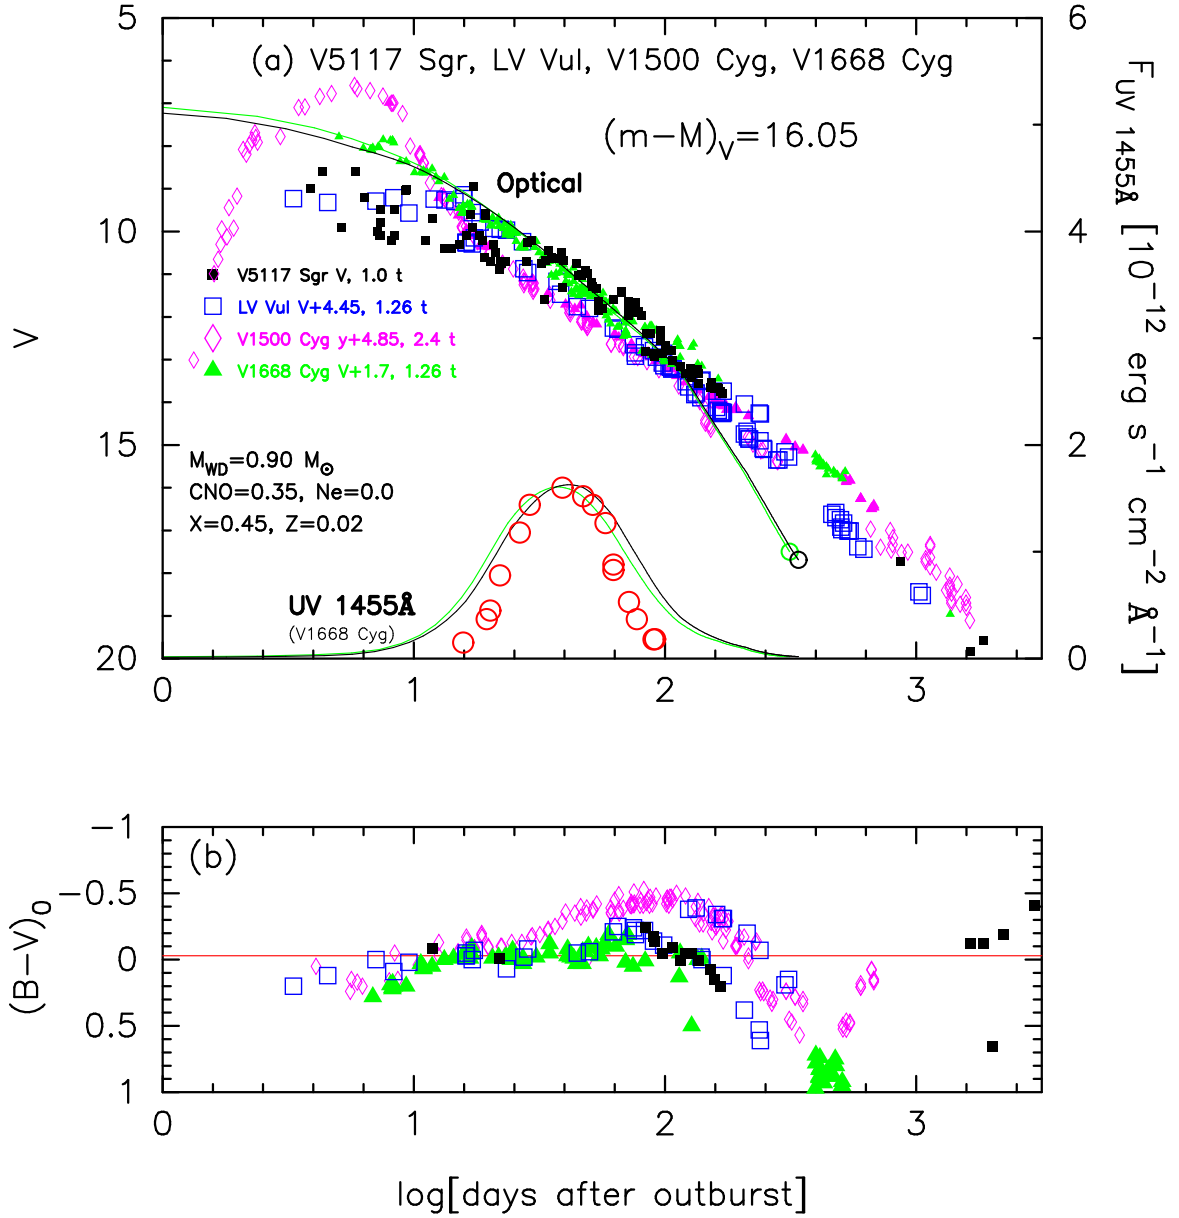 (a) V5117 Sgr, LV Vul, V1500 Cyg, V1668 Cyg
(m−M)V=16.05
Optical
V5117 Sgr V, 1.0 t
LV Vul V+4.45, 1.26 t
V1500 Cyg y+4.85, 2.4 t
V1668 Cyg V+1.7, 1.26 t
MWD=0.90 M⊙
CNO=0.35, Ne=0.0
X=0.45, Z=0.02
UV 1455Å
(V1668 Cyg)
5
10
15
20
V
6
4
2
0
FUV 1455Å [10−12 erg s−1 cm−2 Å−1]
0 1 2 3
(b)
−1
−0.5
0
0.5
1
(B−V)0
0 1 2 3
log[days after outburst]